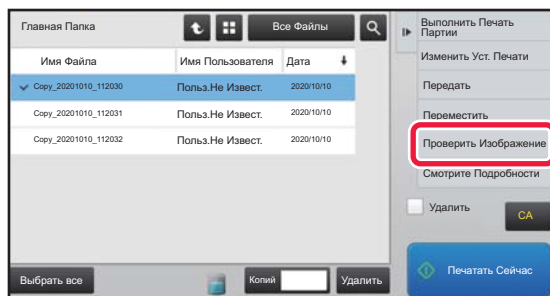 Главная Папка
Все Файлы
Имя Файла
Имя Пользователя
Дата
Copy_20201010_112030
Польз.Не Извест.
2020/10/10
Copy_20201010_112031
Польз.Не Извест.
2020/10/10
Copy_20201010_112032
Польз.Не Извест.
2020/10/10
Выбрать все
Копий
Удалить
Выполнить Печать
Партии
Изменить Уст. Печати
Передать
Переместить
Проверить Изображение
Смотрите Подробности
Удалить
CA
Печатать Сейчас